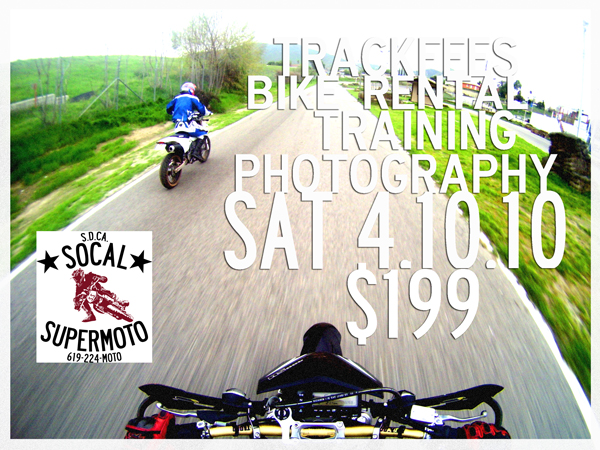 TRACKFEES
BIKE RENTAL
TRAINING
PHOTOGRAPHY
SAT 4.10.10
$199
S.D.CA.
SOCAL
SUPERMOTO
619-224-MOTO